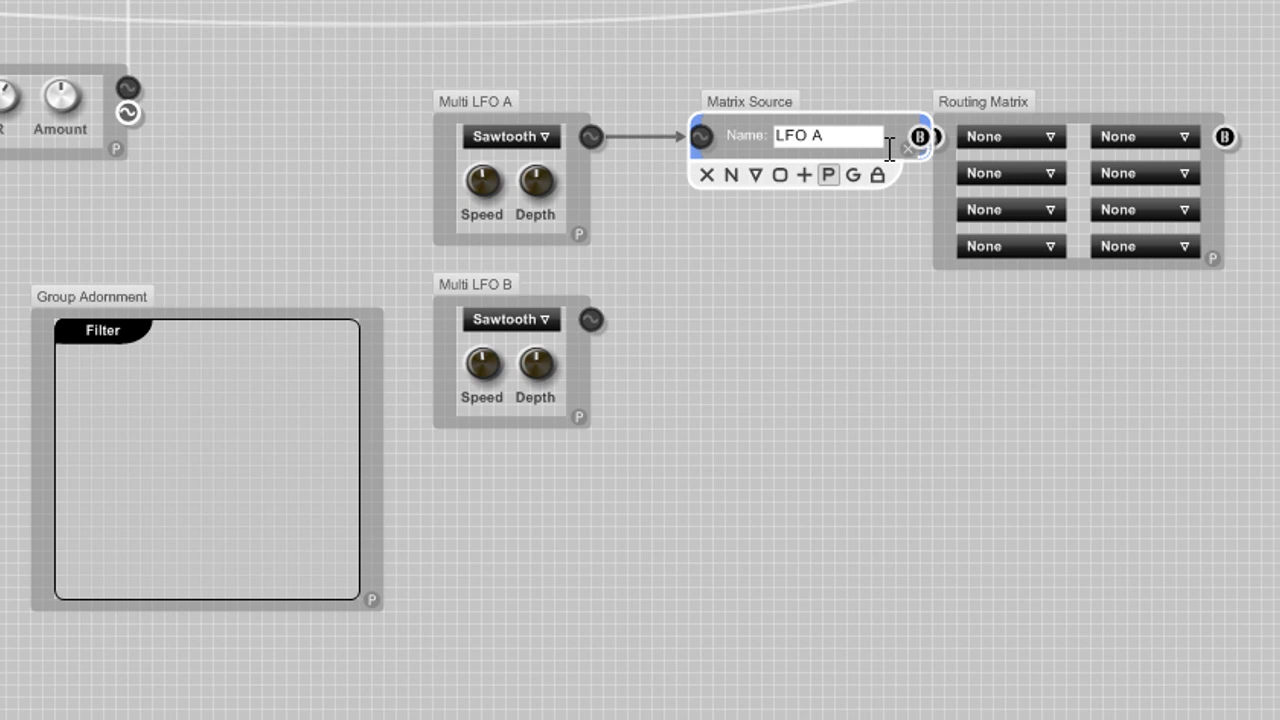 R Amount
P
Multi LFO A
Sawtooth
Speed Depth
P
Matrix Source
Name: LFO A
B
N P G
Routing Matrix
None None
None None
None None
None None
B
P
Multi LFO B
Sawtooth
Speed Depth
P
Group Adornment
Filter
P